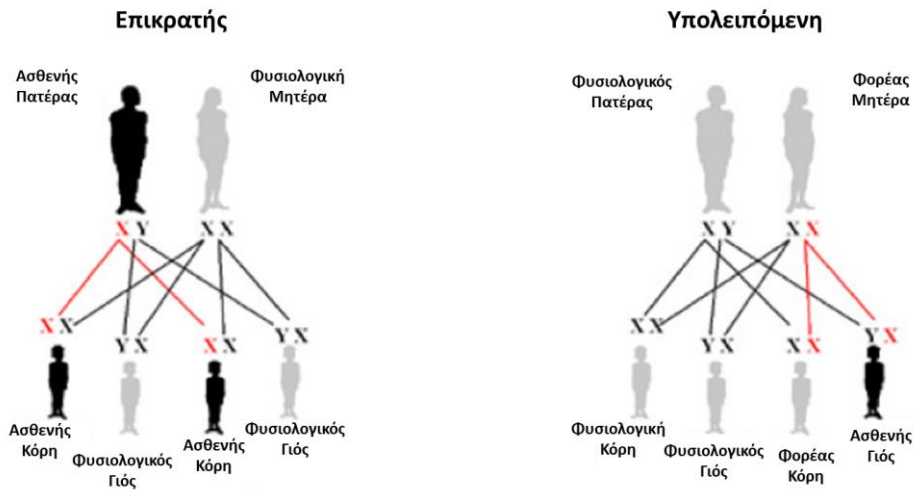 Επικρατής
Ασθενής
Πατέρας
Φυσιολογική
Μητέρα
X Y
X X
X X
Y X
X X
Y X
Ασθενής
Κόρη
Φυσιολογικός
Γιός
Ασθενής
Κόρη
Φυσιολογικός
Γιός
Υπολειπόμενη
Φυσιολογικός
Πατέρας
Φορέας
Μητέρα
X Y
X X
X X
Y X
X X
Y X
Φυσιολογική
Κόρη
Φυσιολογικός
Γιός
Φορέας
Κόρη
Ασθενής
Γιός